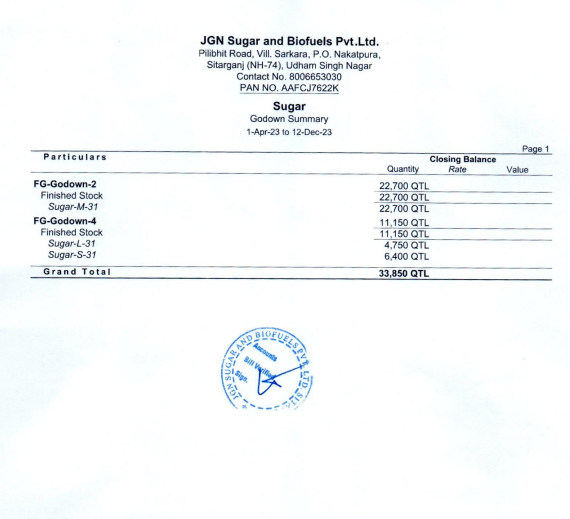 JGN Sugar and Biofuels Pvt.Ltd.
Pilibhit Road, Vill. Sarkara, P.O. Nakatpura,
Sitarganj (NH-74), Udham Singh Nagar
Contact No. 8006653030
PAN NO. AAFCJ7622K
Sugar
Godown Summary
1-Apr-23 to 12-Dec-23
Page 1
Particulars Closing Balance
Quantity Rate Value
FG-Godown-2 22,700 QTL
Finished Stock 22,700 QTL
Sugar-M-31 22,700 QTL
FG-Godown-4 11,150 QTL
Finished Stock 11,150 QTL
Sugar-L-31 4,750 QTL
Sugar-S-31 6,400 QTL
Grand Total 33,850 QTL
JGN SUGAR AND BIOFUELS PVT. LTD.
Accounts
Bill Verified
Sign.